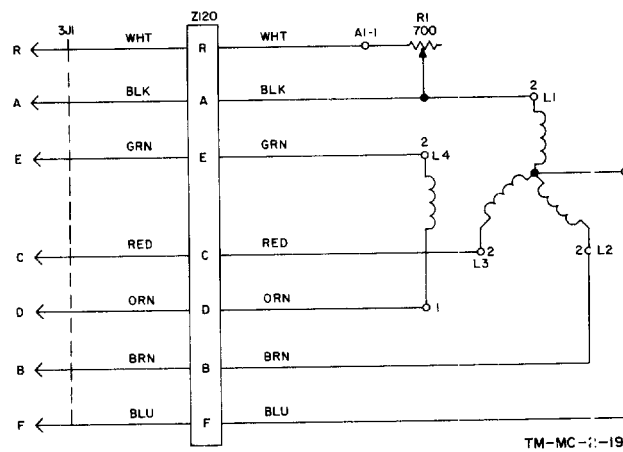 3J1 Z120 R1
R WHT R WHT A1-1 700
A BLK A BLK 2 L1
E GRN E GRN 2 L4
C RED C RED 2 L3 2 L2
D ORN D ORN 1
B BRN B BRN
F BLU F BLU